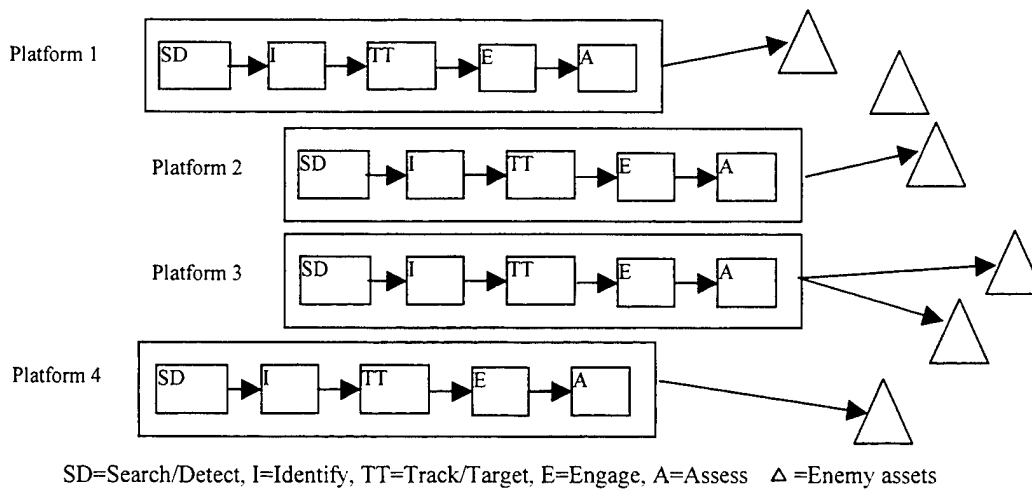 Platform 1
SD I TT E A
Platform 2
SD I TT E A
Platform 3
SD I TT E A
Platform 4
SD I TT E A
SD=Search/Detect, I=Identify, TT=Track/Target, E=Engage, A=Assess △ =Enemy assets